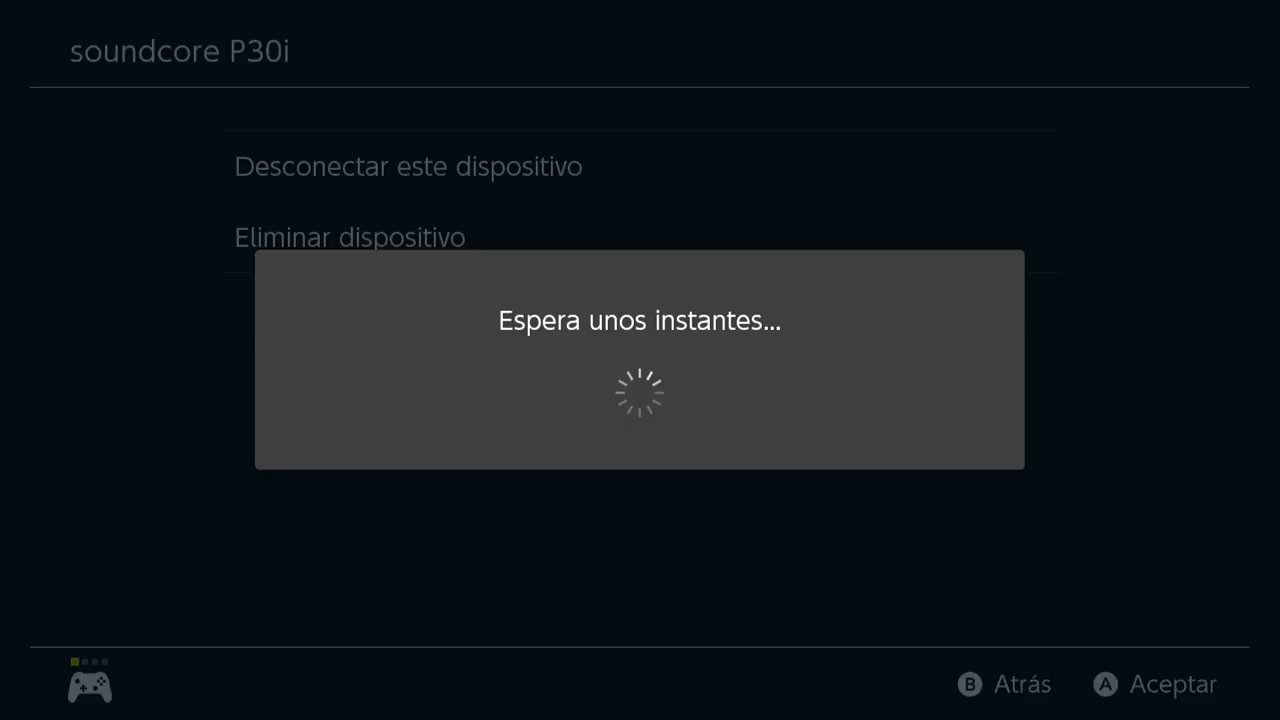 soundcore P30i
Desconectar este dispositivo
Eliminar dispositivo
Espera unos instantes...
B Atrás A Aceptar